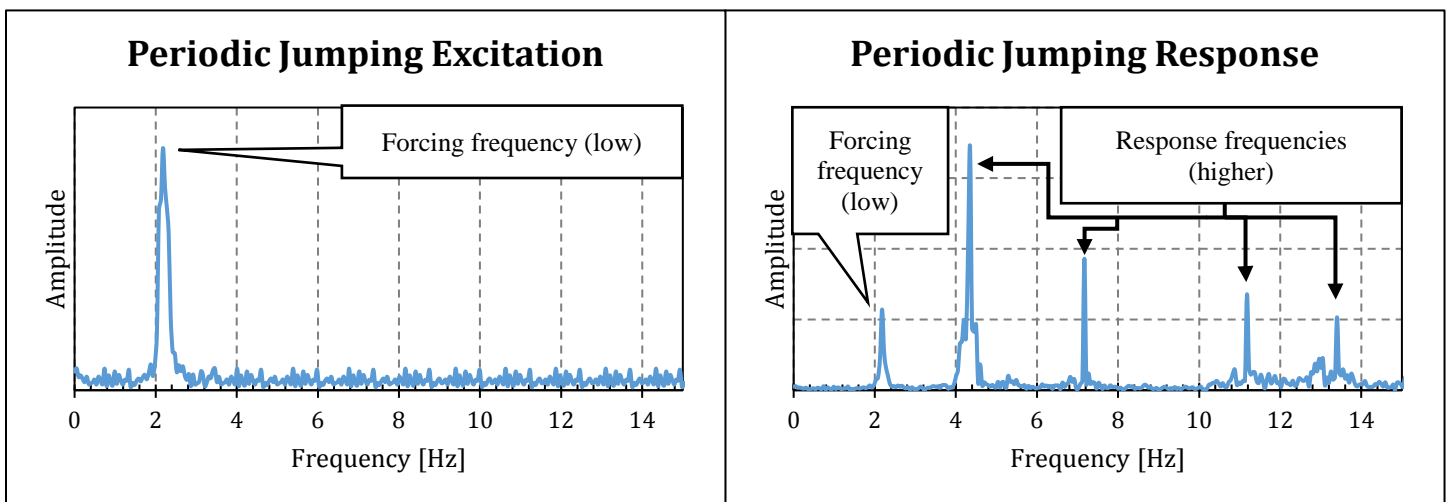 Periodic Jumping Excitation
Forcing frequency (low)
Amplitude
0 2 4 6 8 10 12 14
Frequency [Hz]
Periodic Jumping Response
Forcing
frequency
(low)
Response frequencies
(higher)
Amplitude
0 2 4 6 8 10 12 14
Frequency [Hz]